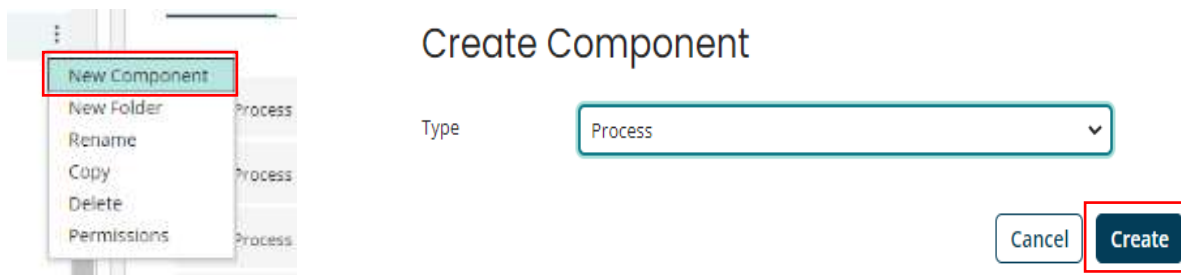 New Component
New Folder
Rename
Copy
Delete
Permissions
Process
Process
Process
Create Component
Type
Process
Cancel
Create